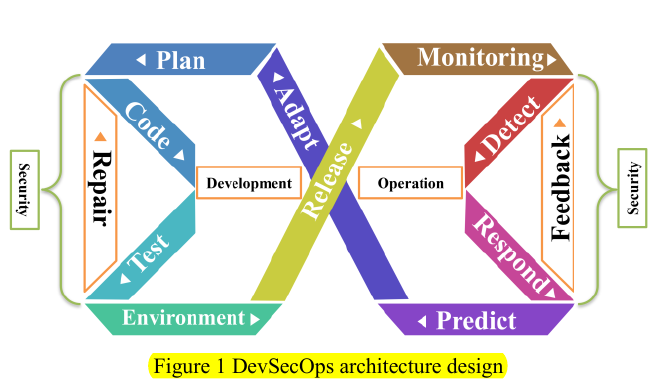 Plan
Monitoring
Adapt
Code
Detect
Security
Repair
Development
Release
Operation
Feedback
Security
Test
Respond
Environment
Predict
Figure 1 DevSecOps architecture design